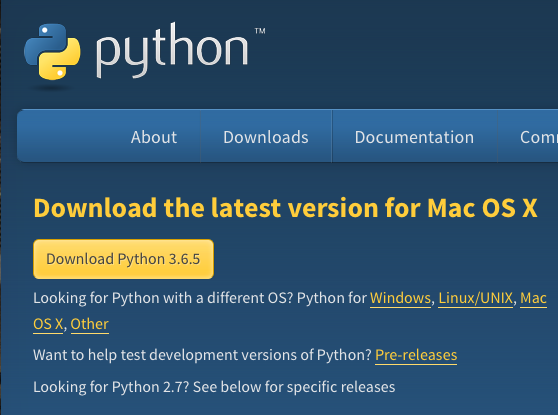 python™
About Downloads Documentation Com
Download the latest version for Mac OS X
Download Python 3.6.5
Looking for Python with a different OS? Python for Windows, Linux/UNIX, Mac
OS X, Other
Want to help test development versions of Python? Pre-releases
Looking for Python 2.7? See below for specific releases